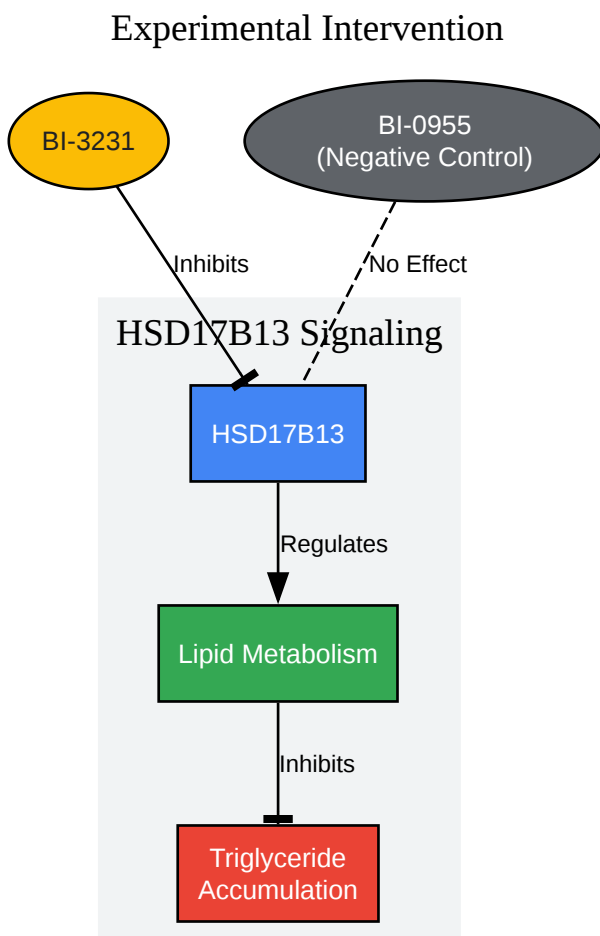 Experimental Intervention
BI-3231
BI-0955
(Negative Control)
Inhibits
No Effect
HSD17B13 Signaling
HSD17B13
Regulates
Lipid Metabolism
Inhibits
Triglyceride
Accumulation